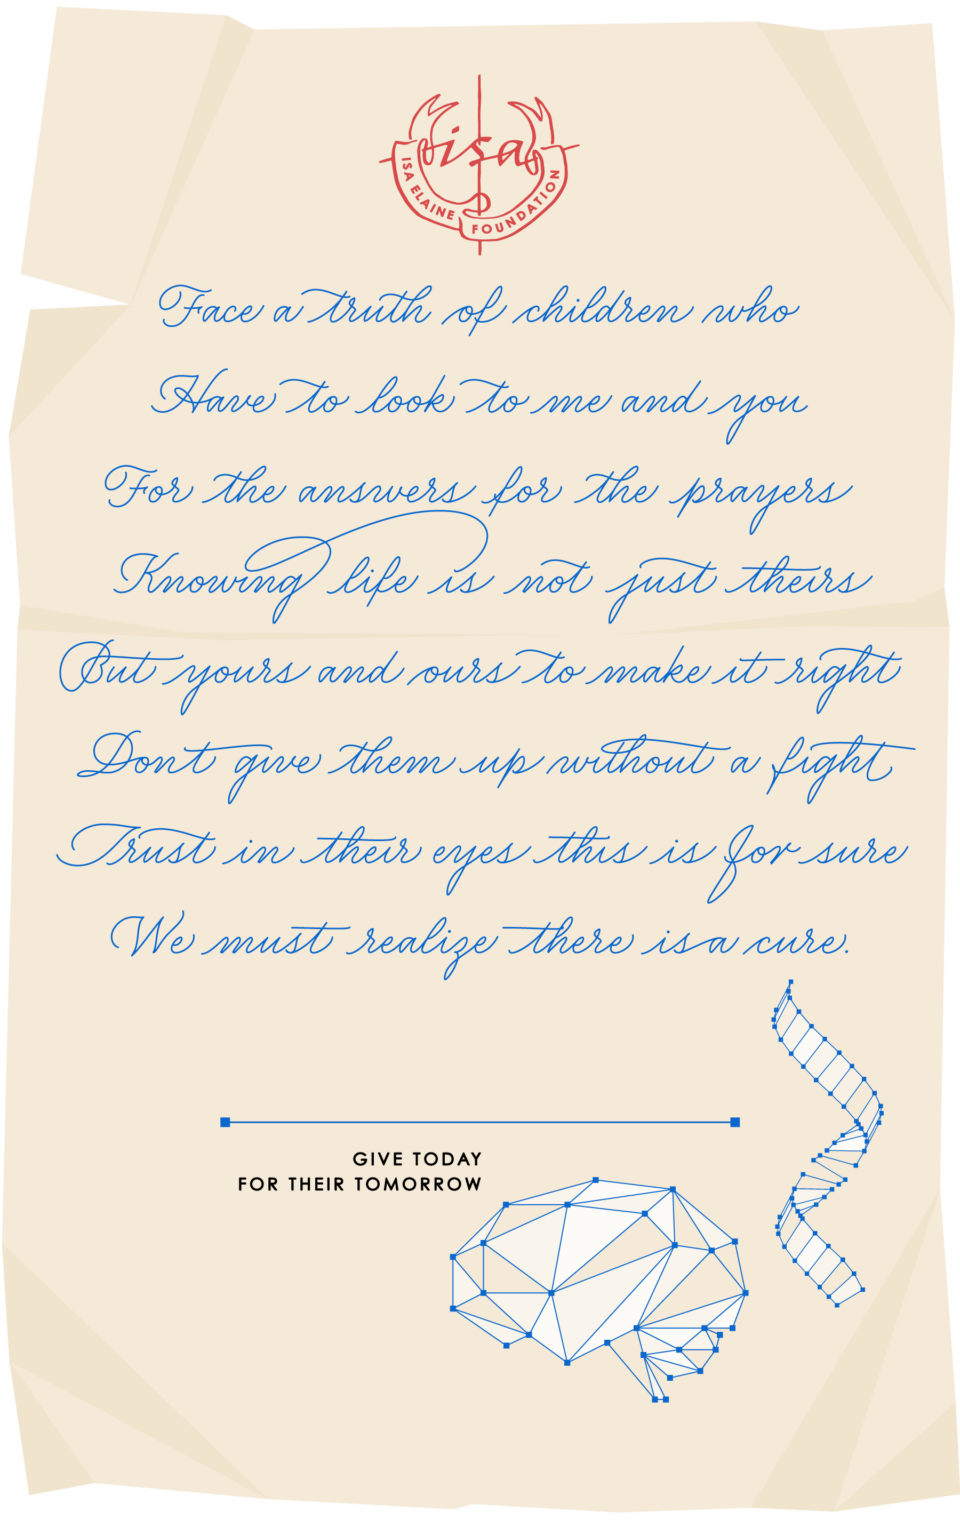 isa
ISA ELAINE FOUNDATION
Face a truth of children who
Have to look to me and you
For the answers for the prayers
Knowing life is not just theirs
But yours and ours to make it right
Dont give them up without a fight
Trust in their eyes this is for sure
We must realize there is a cure.
GIVE TODAY
FOR THEIR TOMORROW